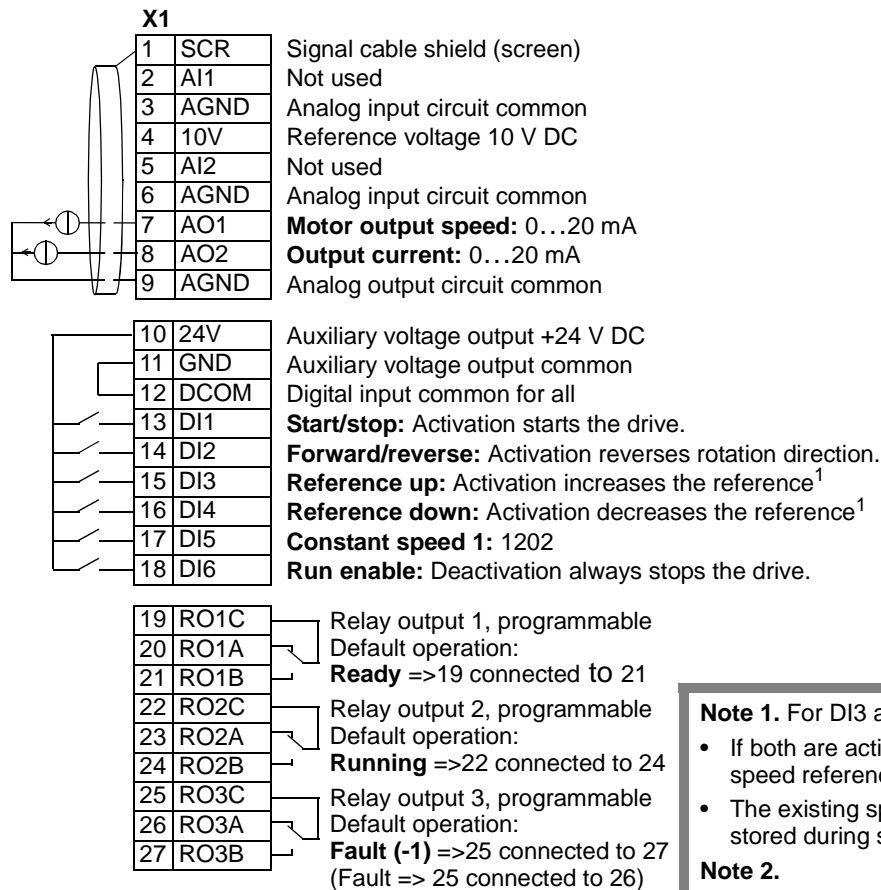 X1
1 SCR Signal cable shield (screen)
2 AI1 Not used
3 AGND Analog input circuit common
4 10V Reference voltage 10 V DC
5 AI2 Not used
6 AGND Analog input circuit common
7 AO1 Motor output speed: 0…20 mA
8 AO2 Output current: 0…20 mA
9 AGND Analog output circuit common
10 24V Auxiliary voltage output +24 V DC
11 GND Auxiliary voltage output common
12 DCOM Digital input common for all
13 DI1 Start/stop: Activation starts the drive.
14 DI2 Forward/reverse: Activation reverses rotation direction.
15 DI3 Reference up: Activation increases the reference1
16 DI4 Reference down: Activation decreases the reference1
17 DI5 Constant speed 1: 1202
18 DI6 Run enable: Deactivation always stops the drive.
19 RO1C Relay output 1, programmable
20 RO1A Default operation:
21 RO1B Ready =>19 connected to 21
22 RO2C Relay output 2, programmable
23 RO2A Default operation:
24 RO2B Running =>22 connected to 24
25 RO3C Relay output 3, programmable
26 RO3A Default operation:
27 RO3B Fault (-1) =>25 connected to 27
(Fault => 25 connected to 26)
Note 1. For DI3 a
• If both are acti
speed referenc
• The existing sp
stored during s
Note 2.